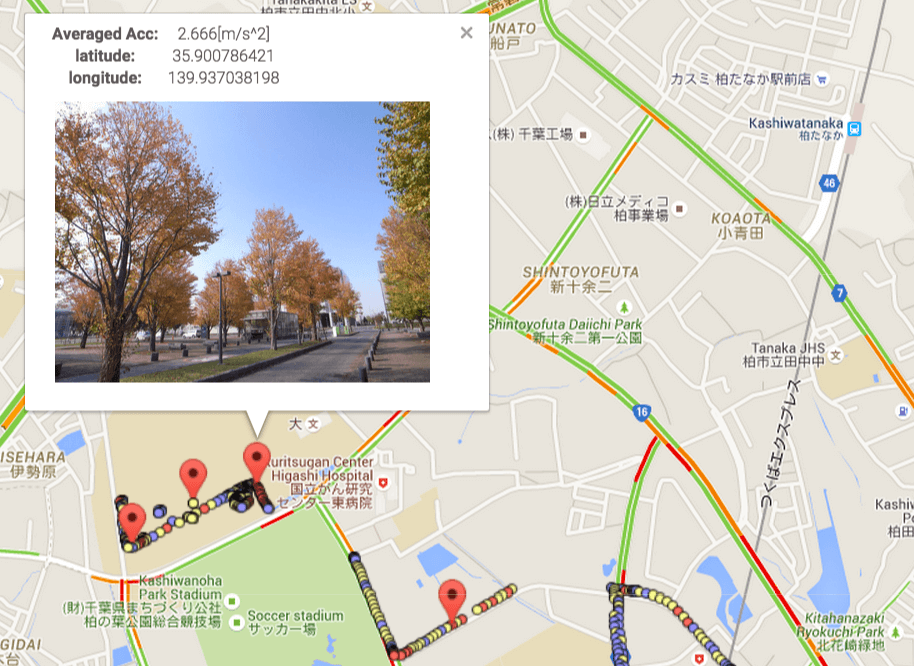 Tanakakita ES
柏市立田中北小
Averaged Acc: 2.666[m/s^2]
latitude: 35.900786421
longitude: 139.937038198
UNATO
船戸
カスミ 柏たなか駅前店
(株) 千葉工場
Kashiwatanaka
柏たなか
46
(株)日立メディコ
柏事業場
KOAOTA
小青田
SHINTOYOFUTA
新十余二
7
Shintoyofuta Daiichi Park
新十余二第一公園
Tanaka JHS
柏市立田中中
16
つくばエクスプレス
大
文
ISEHARA
伊勢原
uritsugan Center
Higashi Hospital
国立がん研究
センター東病院
Kashiw
柏田
Kashiwanoha
Park Stadium
(財)千葉県まちづくり公社
柏の葉公園総合競技場
Soccer stadium
サッカー場
Kitahanazaki
Ryokuchi Park
北花崎緑地
GIDAI
木台